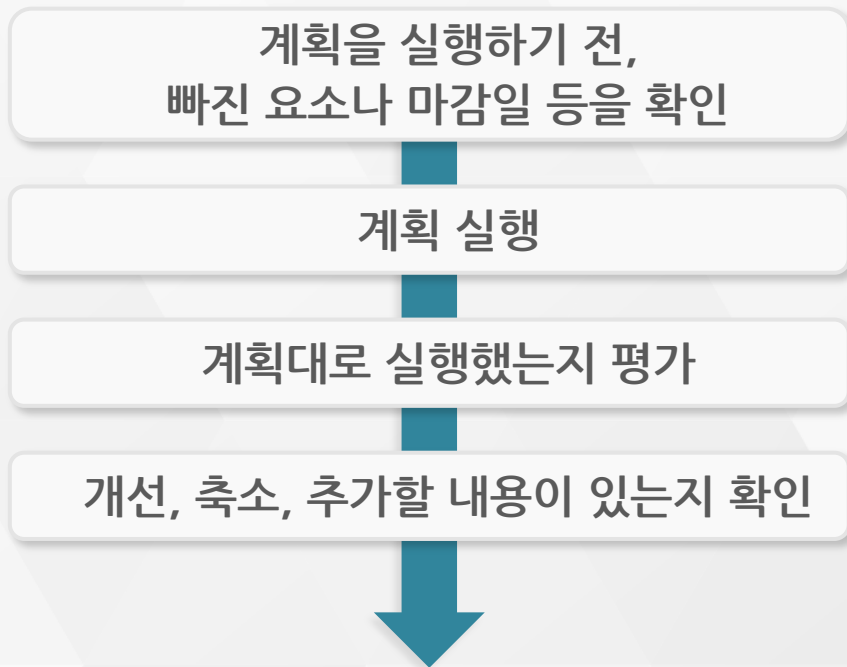 계획을 실행하기 전,
빠진 요소나 마감일 등을 확인
계획 실행
계획대로 실행했는지 평가
개선, 축소, 추가할 내용이 있는지 확인